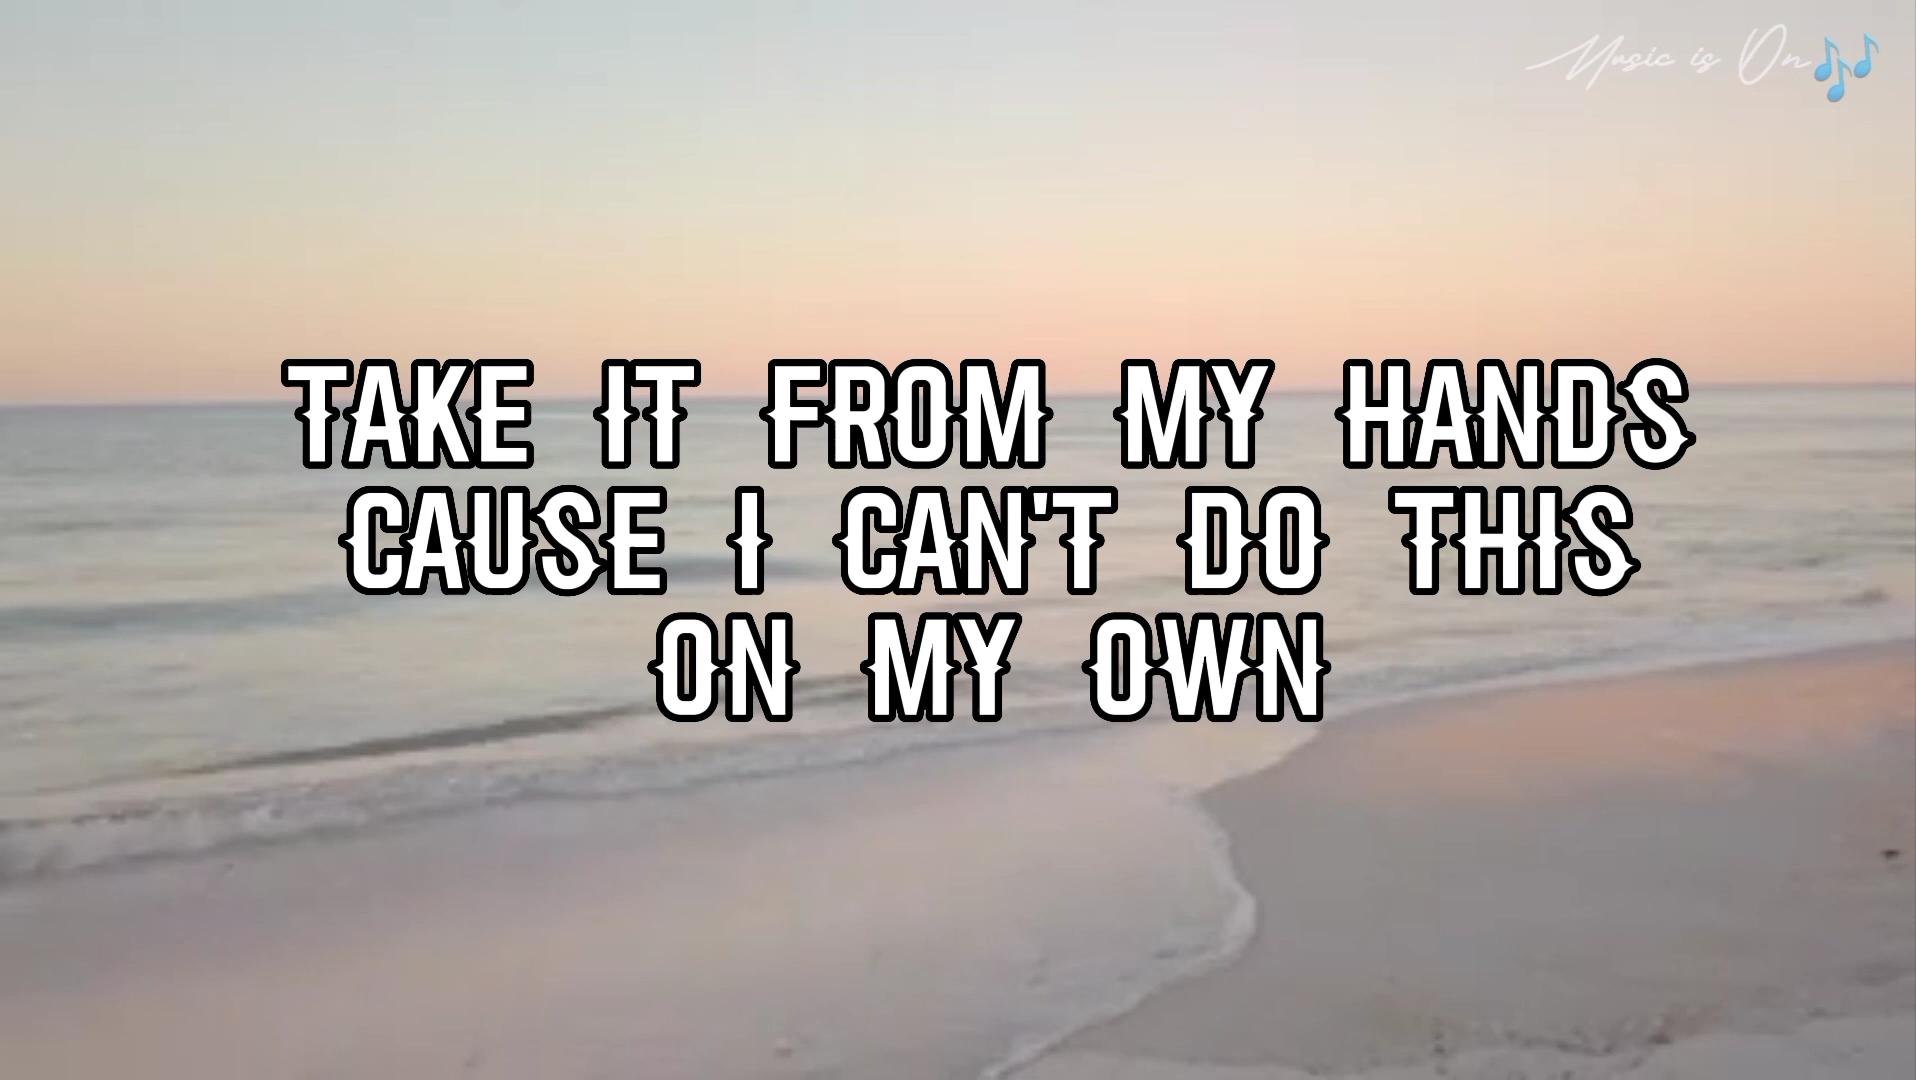 Music is On🎶
TAKE IT FROM MY HANDS
CAUSE I CAN'T DO THIS
ON MY OWN